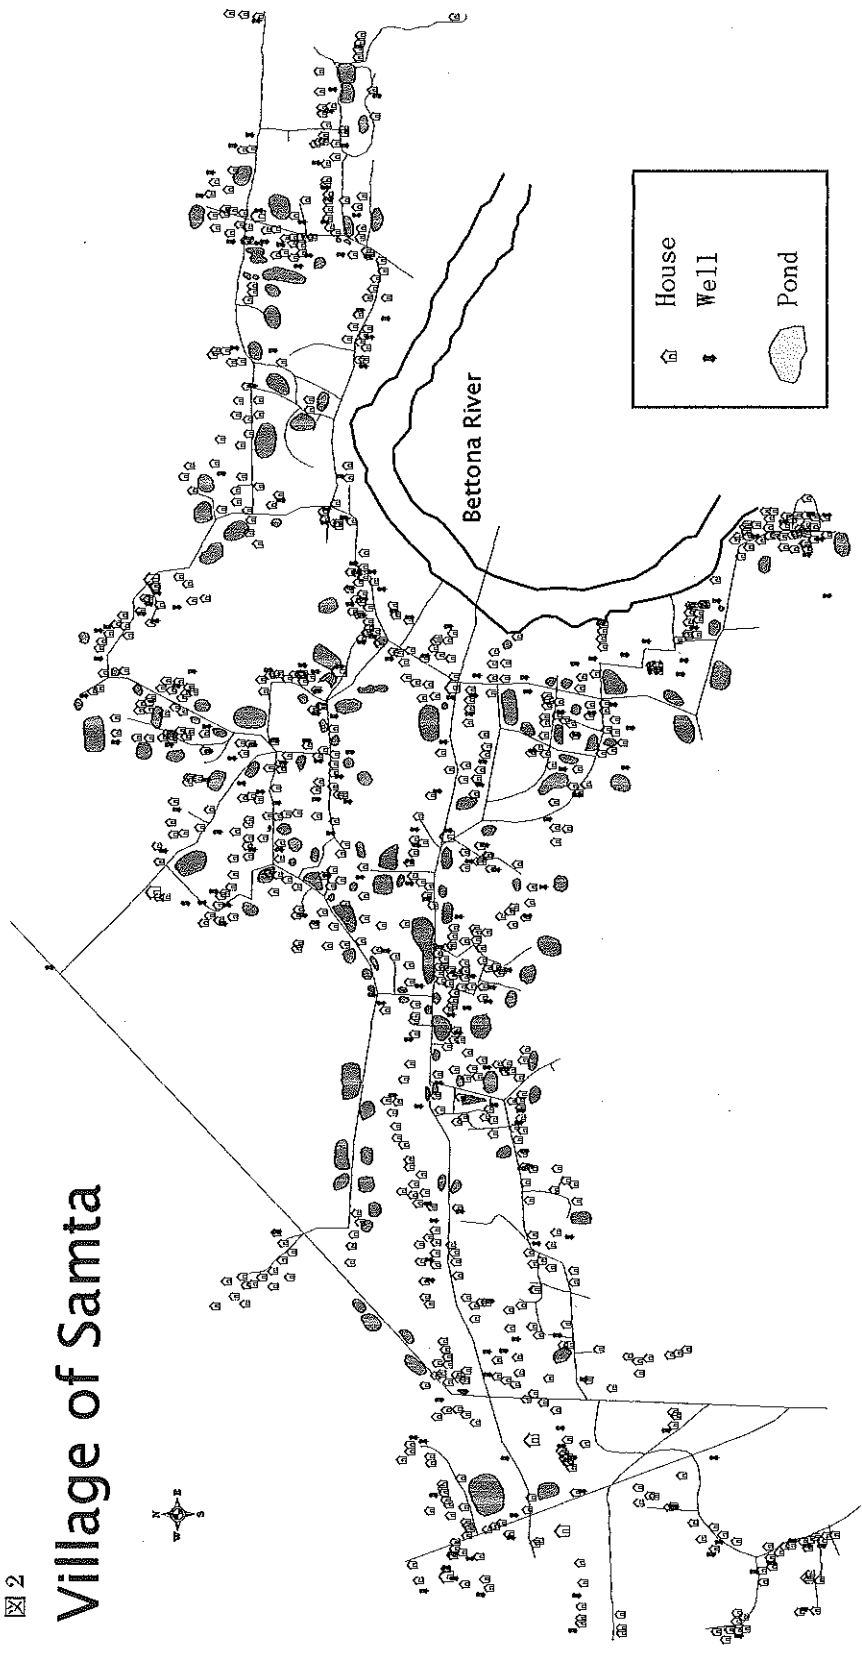 図 2
Village of Samta
N
W E
S
Bettona River
House
Well
Pond